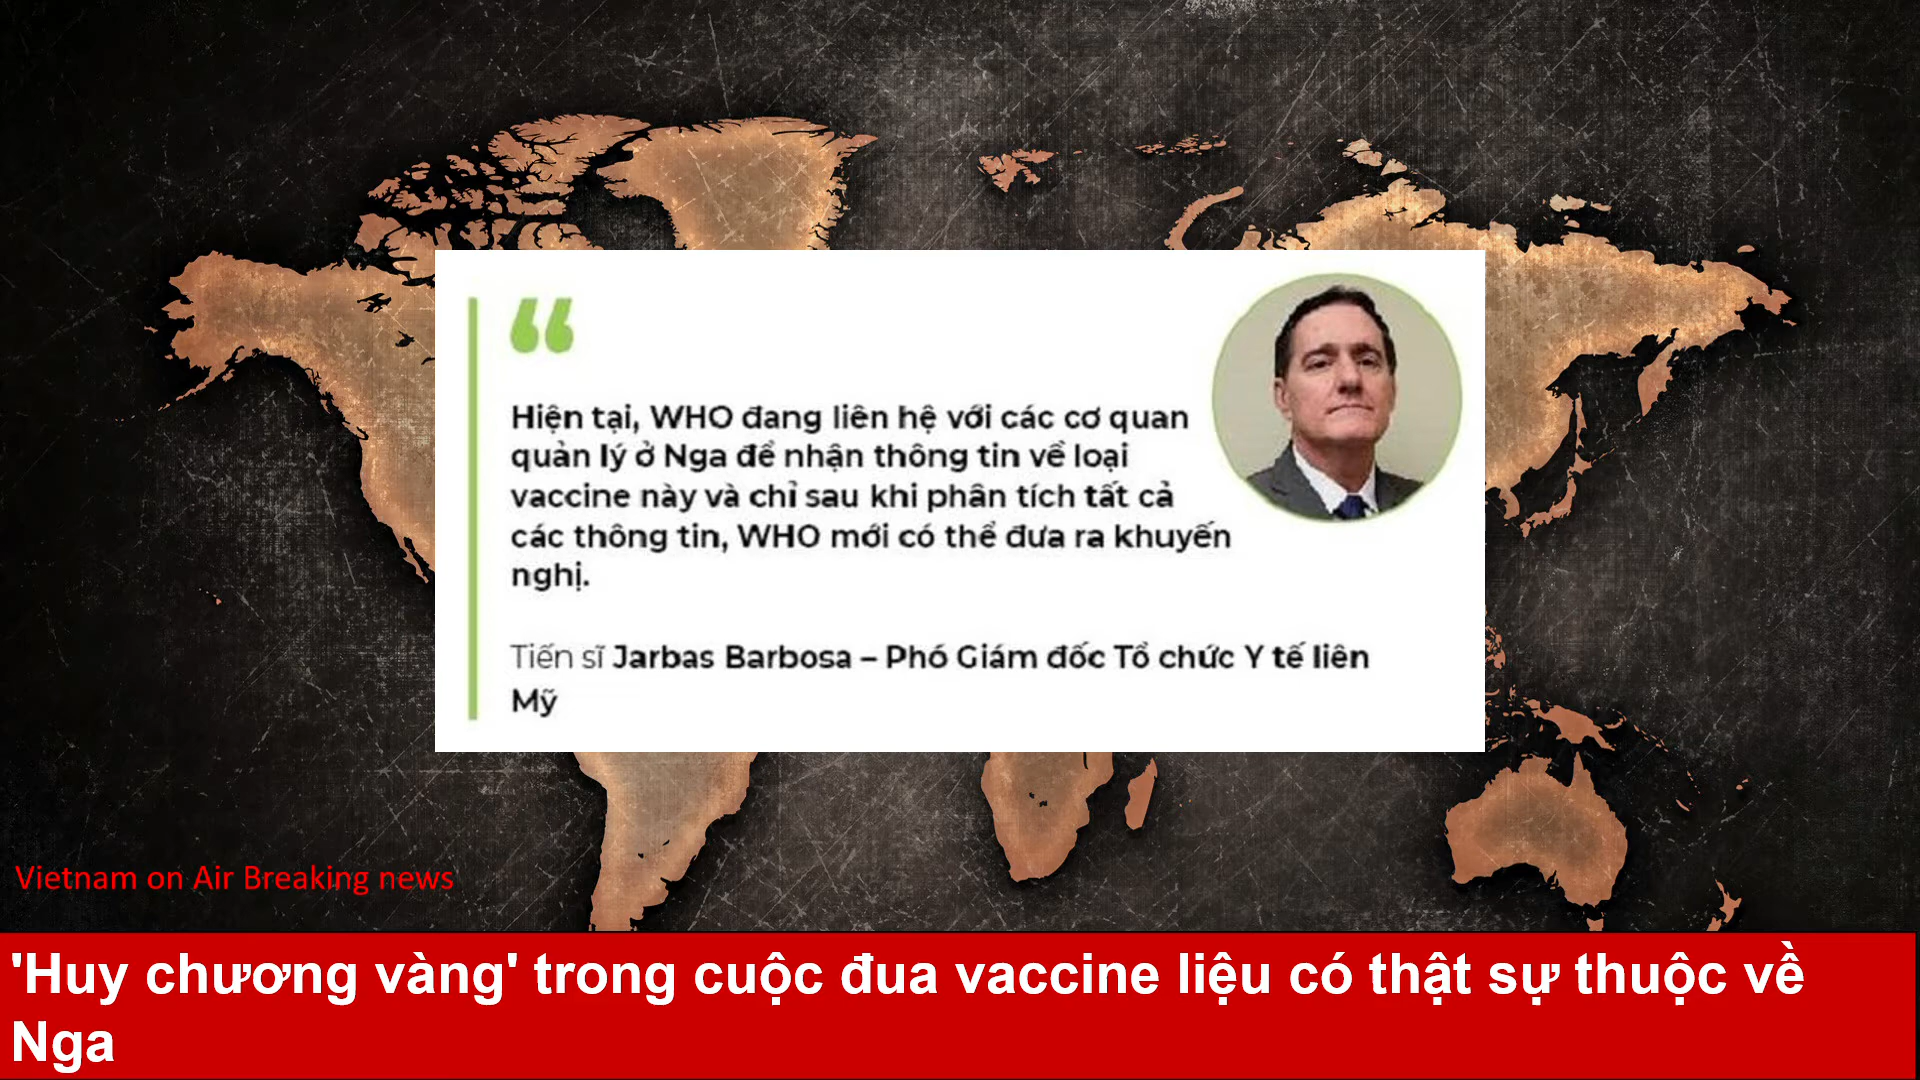 “
Hiện tại, WHO đang liên hệ với các cơ quan
quản lý ở Nga để nhận thông tin về loại
vaccine này và chỉ sau khi phân tích tất cả
các thông tin, WHO mới có thể đưa ra khuyến
nghị.
Tiến sĩ Jarbas Barbosa – Phó Giám đốc Tổ chức Y tế liên
Mỹ
Vietnam on Air Breaking news
'Huy chương vàng' trong cuộc đua vaccine liệu có thật sự thuộc về
Nga